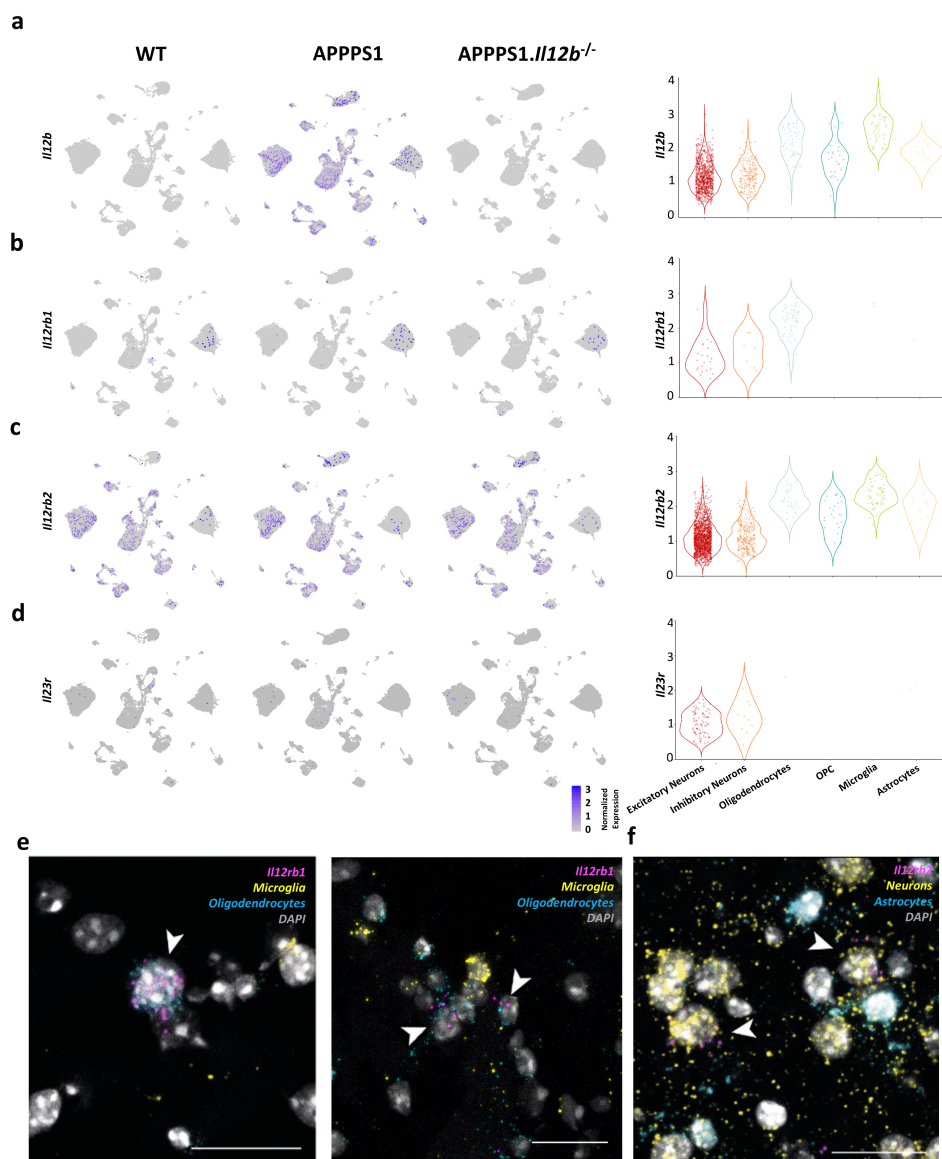 a
WT
APPPS1
APPPS1.Il12b-/-
Il12b
Il12b
4
3
2
1
0
b
Il12rb1
Il12rb1
4
3
2
1
0
c
Il12rb2
Il12rb2
4
3
2
1
0
d
Il23r
Il23r
4
3
2
1
0
3
2
1
0
Normalized
Expression
Excitatory Neurons
Inhibitory Neurons
Oligodendrocytes
OPC
Microglia
Astrocytes
e
Il12rb1
Microglia
Oligodendrocytes
DAPI
Il12rb1
Microglia
Oligodendrocytes
DAPI
f
Il12rb2
Neurons
Astrocytes
DAPI